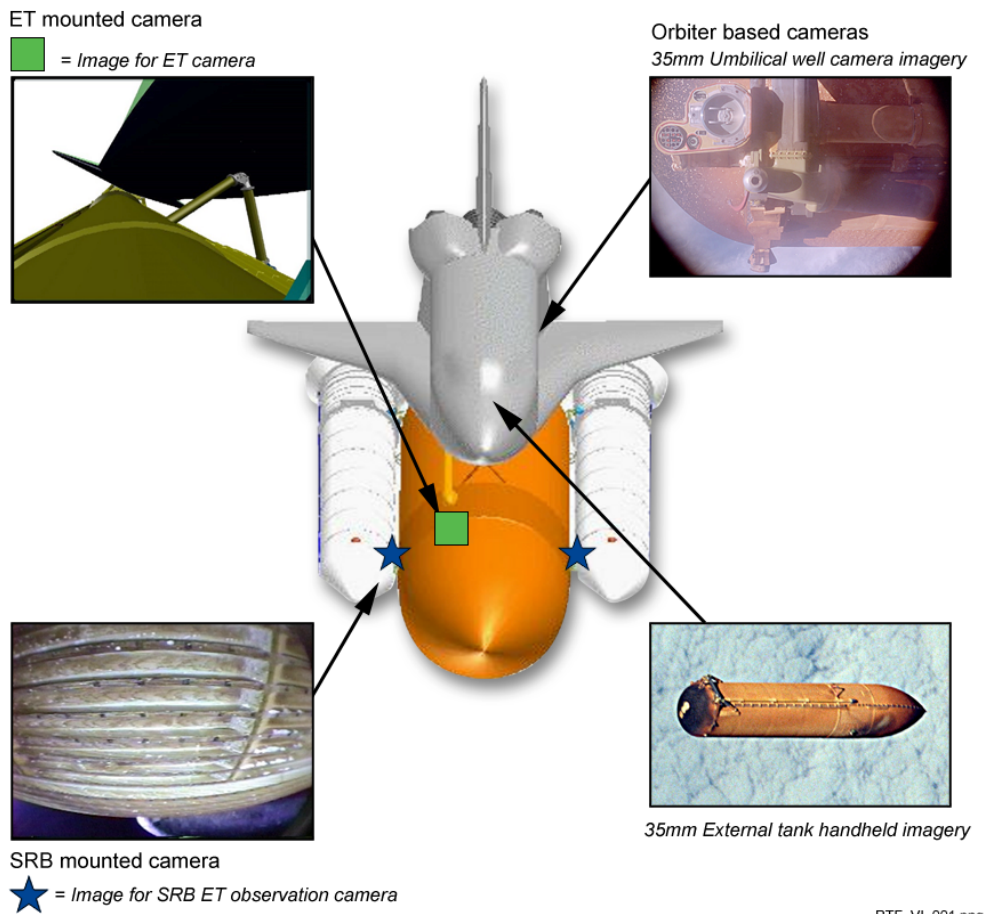 ET mounted camera
= Image for ET camera
Orbiter based cameras
35mm Umbilical well camera imagery
35mm External tank handheld imagery
SRB mounted camera
= Image for SRB ET observation camera